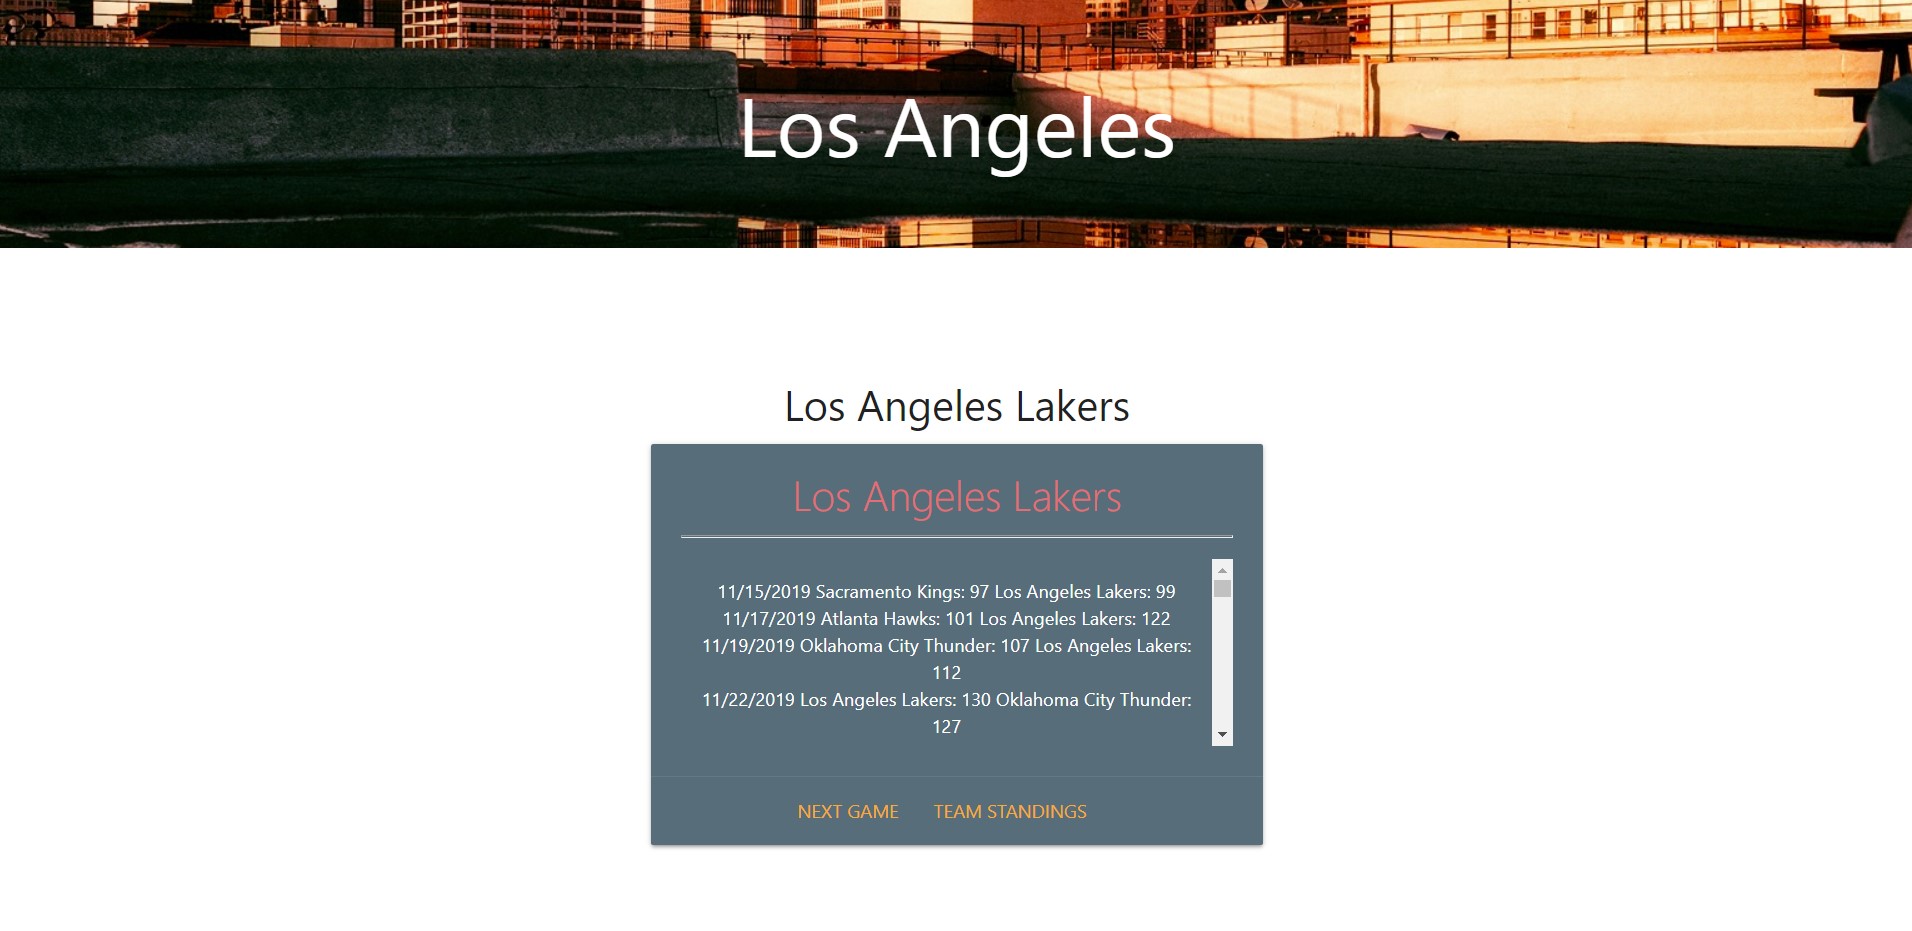 Los Angeles
Los Angeles Lakers
Los Angeles Lakers
11/15/2019 Sacramento Kings: 97 Los Angeles Lakers: 99
11/17/2019 Atlanta Hawks: 101 Los Angeles Lakers: 122
11/19/2019 Oklahoma City Thunder: 107 Los Angeles Lakers:
112
11/22/2019 Los Angeles Lakers: 130 Oklahoma City Thunder:
127
NEXT GAME TEAM STANDINGS